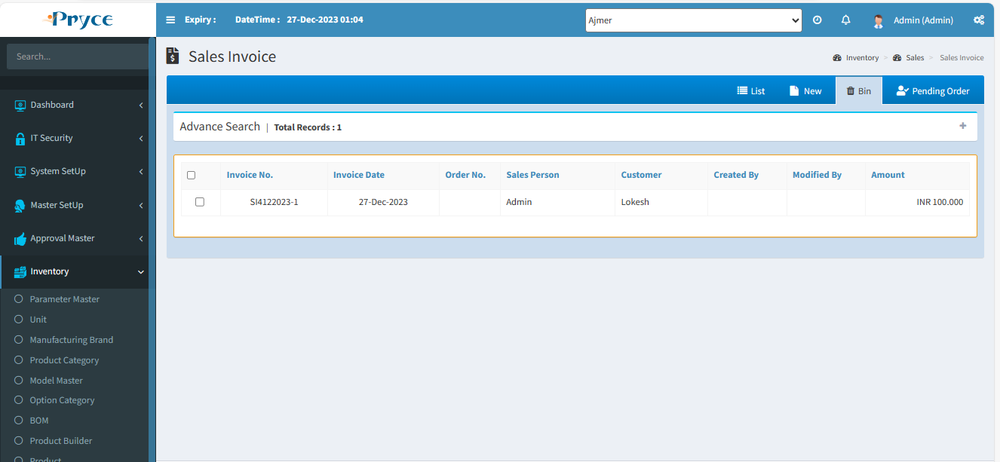 Pryce
Expiry : DateTime : 27-Dec-2023 01:04 Ajmer Admin (Admin)
Search...
Sales Invoice
Inventory > Sales > Sales Invoice
List New Bin Pending Order
Advance Search | Total Records : 1
Invoice No. Invoice Date Order No. Sales Person Customer Created By Modified By Amount
SI4122023-1 27-Dec-2023 Admin Lokesh INR 100.000
Dashboard
IT Security
System SetUp
Master SetUp
Approval Master
Inventory
Parameter Master
Unit
Manufacturing Brand
Product Category
Model Master
Option Category
BOM
Product Builder
Product